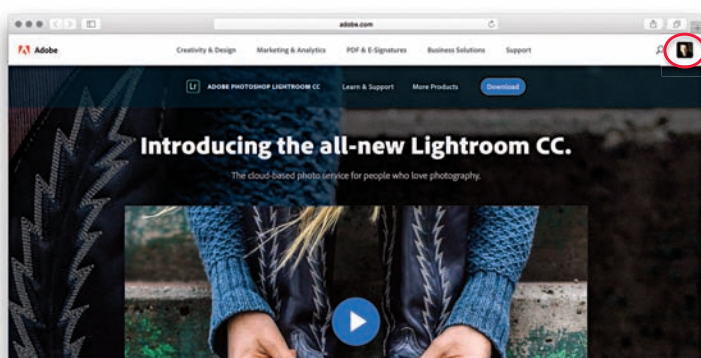 adobe.com
Adobe Creativity & Design Marketing & Analytics PDF & E-Signatures Business Solutions Support
Lr ADOBE PHOTOSHOP LIGHTROOM CC Learn & Support More Products Download
Introducing the all-new Lightroom CC.
The cloud-based photo service for people who love photography.